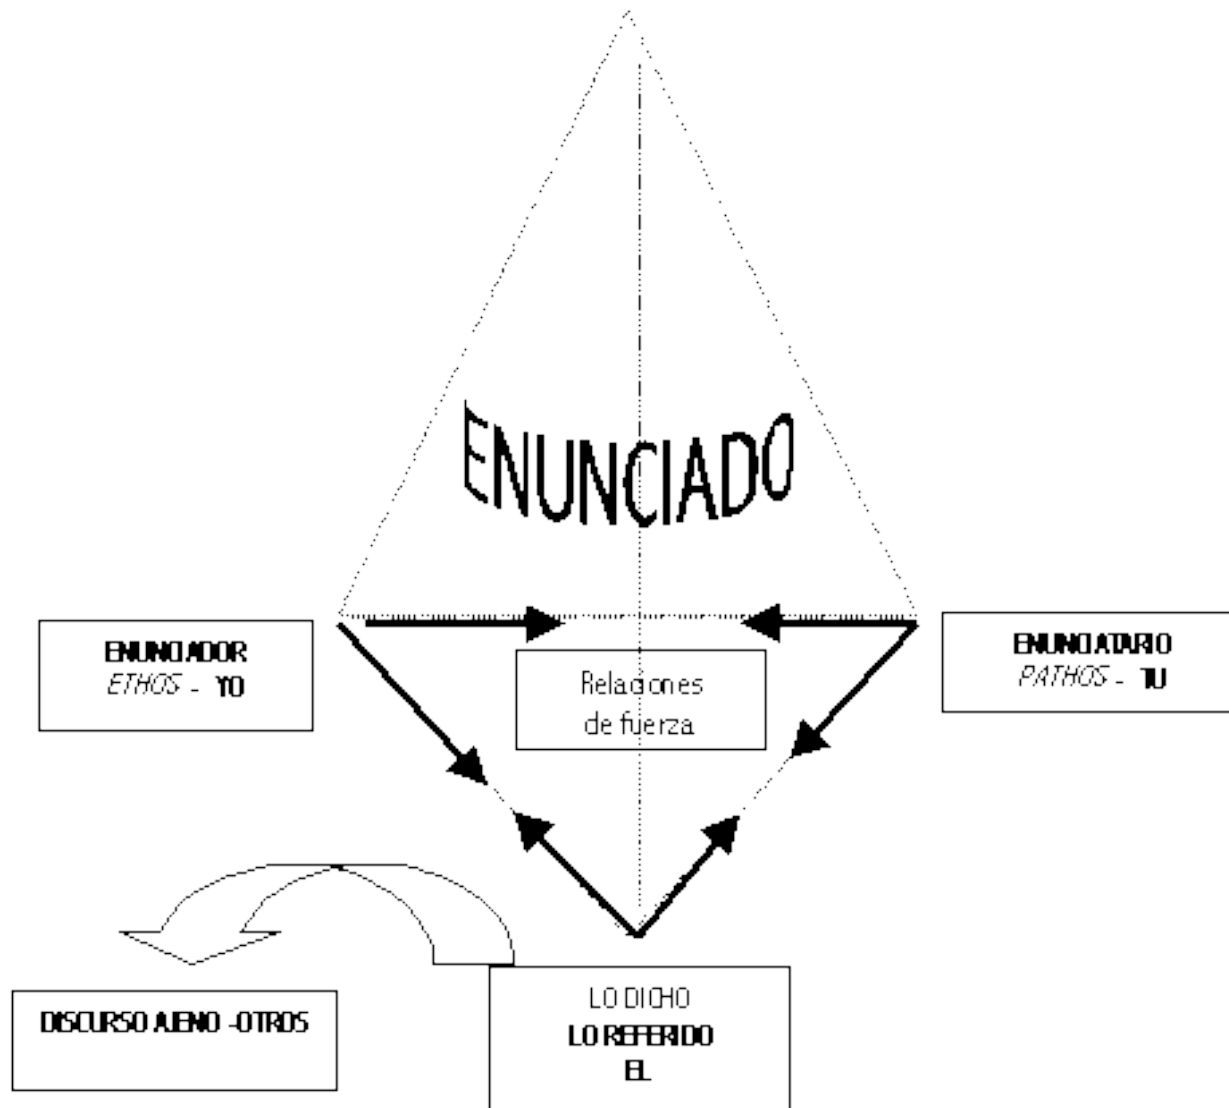 ENUNCIADO
ENUNCIADOR
ETHOS - YO
Relaciones
de fuerza
ENUNCIATARIO
PATHOS - TU
DISCURSO AJENO -OTROS
LO DICHO
LO REFERIDO
EL